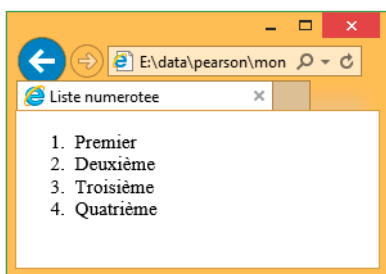 E:\data\pearson\mon
Liste numerotee
1. Premier
2. Deuxième
3. Troisième
4. Quatrième